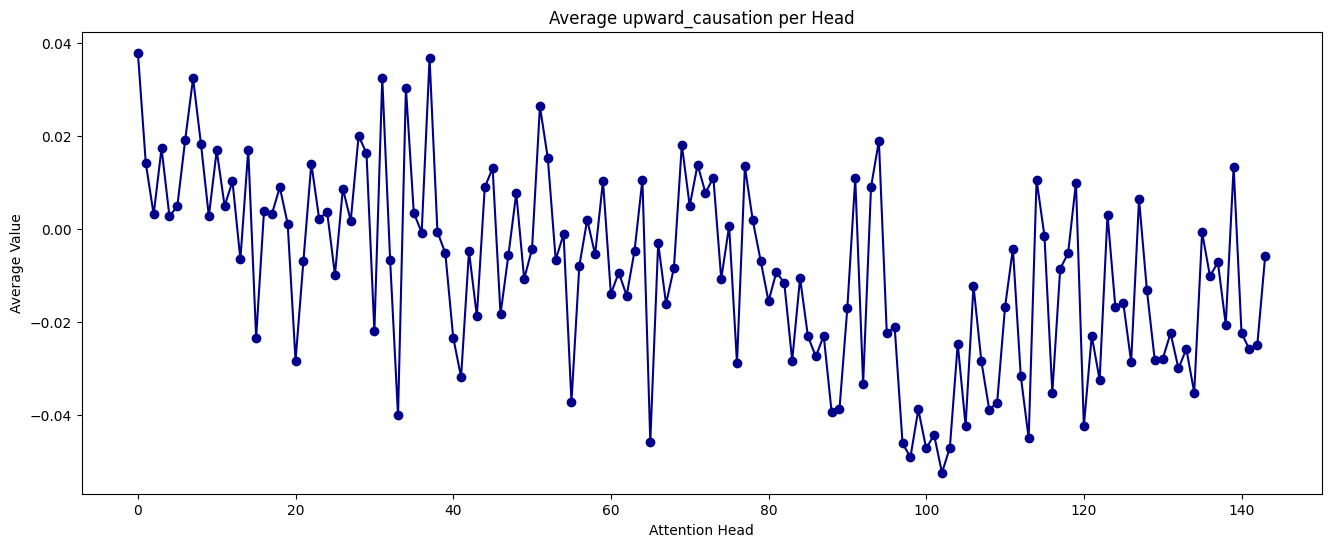 Average upward_causation per Head
0.04
0.02
0.00
−0.02
−0.04
Average Value
0 20 40 60 80 100 120 140
Attention Head